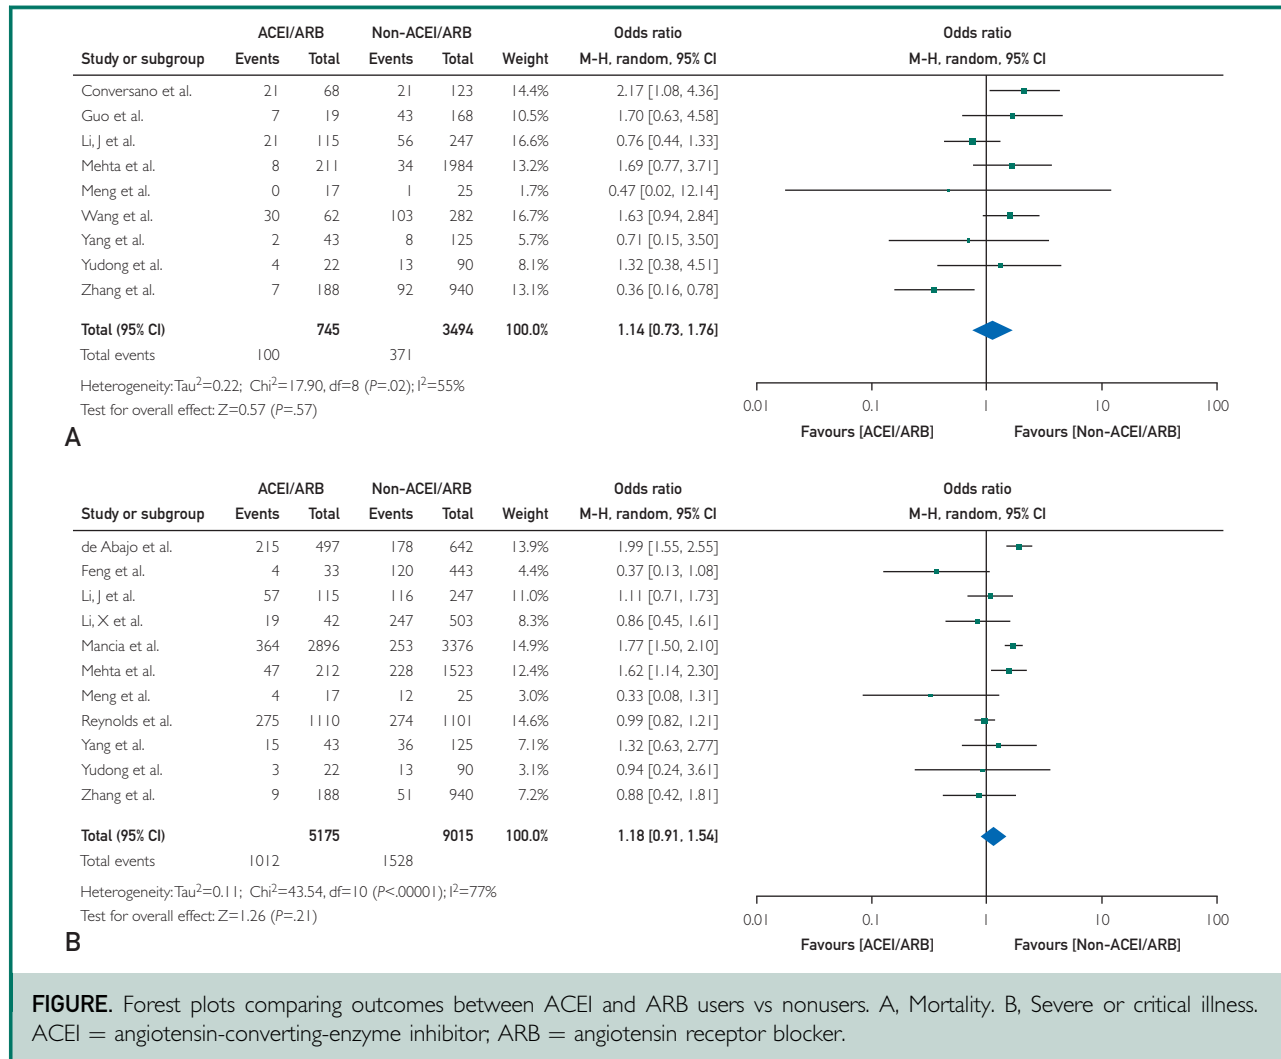 ACEI/ARB Non-ACEI/ARB Odds ratio Odds ratio
Study or subgroup Events Total Events Total Weight M-H, random, 95% CI M-H, random, 95% CI
Conversano et al. 21 68 21 123 14.4% 2.17 [1.08, 4.36]
Guo et al. 7 19 43 168 10.5% 1.70 [0.63, 4.58]
Li, J et al. 21 115 56 247 16.6% 0.76 [0.44, 1.33]
Mehta et al. 8 211 34 1984 13.2% 1.69 [0.77, 3.71]
Meng et al. 0 17 1 25 1.7% 0.47 [0.02, 12.14]
Wang et al. 30 62 103 282 16.7% 1.63 [0.94, 2.84]
Yang et al. 2 43 8 125 5.7% 0.71 [0.15, 3.50]
Yudong et al. 4 22 13 90 8.1% 1.32 [0.38, 4.51]
Zhang et al. 7 188 92 940 13.1% 0.36 [0.16, 0.78]
Total (95% CI) 745 3494 100.0% 1.14 [0.73, 1.76]
Total events 100 371
Heterogeneity: Tau²=0.22; Chi²=17.90, df=8 (P=.02); I²=55%
Test for overall effect: Z=0.57 (P=.57)
0.01 0.1 1 10 100
Favours [ACEI/ARB] Favours [Non-ACEI/ARB]
A
ACEI/ARB Non-ACEI/ARB Odds ratio Odds ratio
Study or subgroup Events Total Events Total Weight M-H, random, 95% CI M-H, random, 95% CI
de Abajo et al. 215 497 178 642 13.9% 1.99 [1.55, 2.55]
Feng et al. 4 33 120 443 4.4% 0.37 [0.13, 1.08]
Li, J et al. 57 115 116 247 11.0% 1.11 [0.71, 1.73]
Li, X et al. 19 42 247 503 8.3% 0.86 [0.45, 1.61]
Mancia et al. 364 2896 253 3376 14.9% 1.77 [1.50, 2.10]
Mehta et al. 47 212 228 1523 12.4% 1.62 [1.14, 2.30]
Meng et al. 4 17 12 25 3.0% 0.33 [0.08, 1.31]
Reynolds et al. 275 1110 274 1101 14.6% 0.99 [0.82, 1.21]
Yang et al. 15 43 36 125 7.1% 1.32 [0.63, 2.77]
Yudong et al. 3 22 13 90 3.1% 0.94 [0.24, 3.61]
Zhang et al. 9 188 51 940 7.2% 0.88 [0.42, 1.81]
Total (95% CI) 5175 9015 100.0% 1.18 [0.91, 1.54]
Total events 1012 1528
Heterogeneity: Tau²=0.11; Chi²=43.54, df=10 (P<.00001); I²=77%
Test for overall effect: Z=1.26 (P=.21)
0.01 0.1 1 10 100
Favours [ACEI/ARB] Favours [Non-ACEI/ARB]
B
FIGURE. Forest plots comparing outcomes between ACEI and ARB users vs nonusers. A, Mortality. B, Severe or critical illness.
ACEI = angiotensin-converting-enzyme inhibitor; ARB = angiotensin receptor blocker.